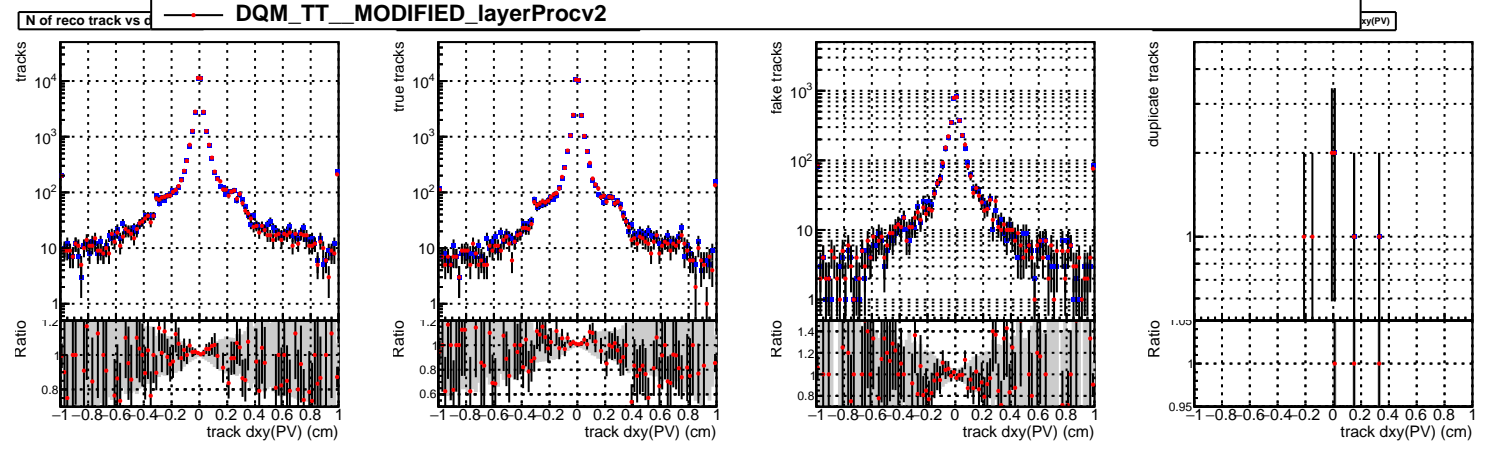 DQM_TT__MODIFIED_layerProcv2
N of reco track vs d
xy(PV)
tracks
10⁴
10³
10²
10
1
Ratio
1.2
1
0.8
−1 −0.8 −0.6 −0.4 −0.2 0 0.2 0.4 0.6 0.8 1
track dxy(PV) (cm)
true tracks
10⁴
10³
10²
10
1
Ratio
1.2
1
0.8
0.6
−1 −0.8 −0.6 −0.4 −0.2 0 0.2 0.4 0.6 0.8 1
track dxy(PV) (cm)
fake tracks
10³
10²
10
1
Ratio
1.4
1.2
1
0.8
−1 −0.8 −0.6 −0.4 −0.2 0 0.2 0.4 0.6 0.8 1
track dxy(PV) (cm)
duplicate tracks
1
Ratio
1.05
1
0.95
−1 −0.8 −0.6 −0.4 −0.2 0 0.2 0.4 0.6 0.8 1
track dxy(PV) (cm)